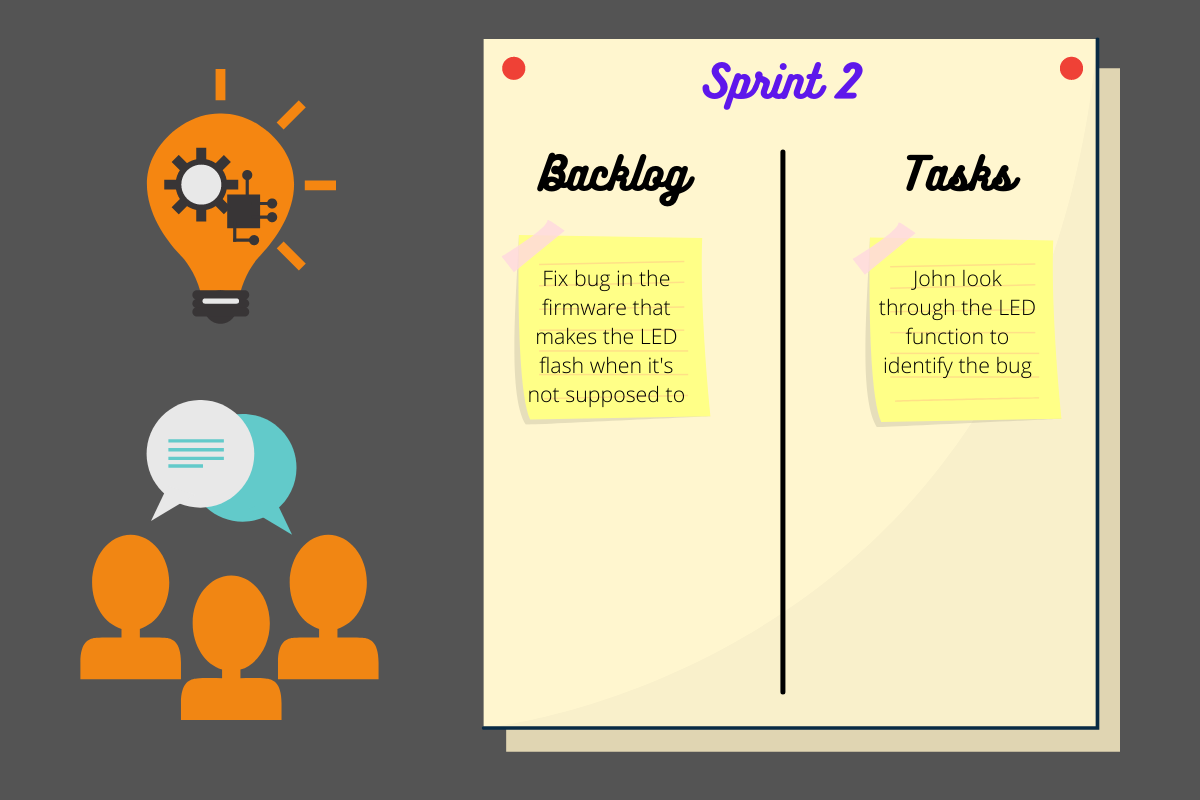 Sprint 2
Backlog
Tasks
Fix bug in the
firmware that
makes the LED
flash when it's
not supposed to
John look
through the LED
function to
identify the bug